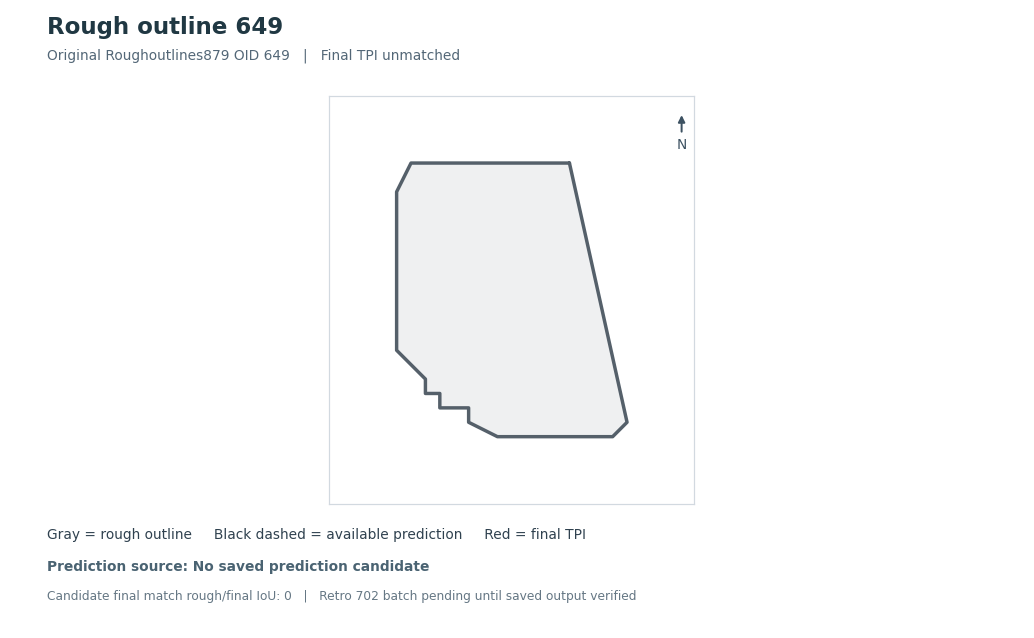 Rough outline 649
Original Roughoutlines879 OID 649   |   Final TPI unmatched
N
Gray = rough outline     Black dashed = available prediction     Red = final TPI
Prediction source: No saved prediction candidate
Candidate final match rough/final IoU: 0   |   Retro 702 batch pending until saved output verified